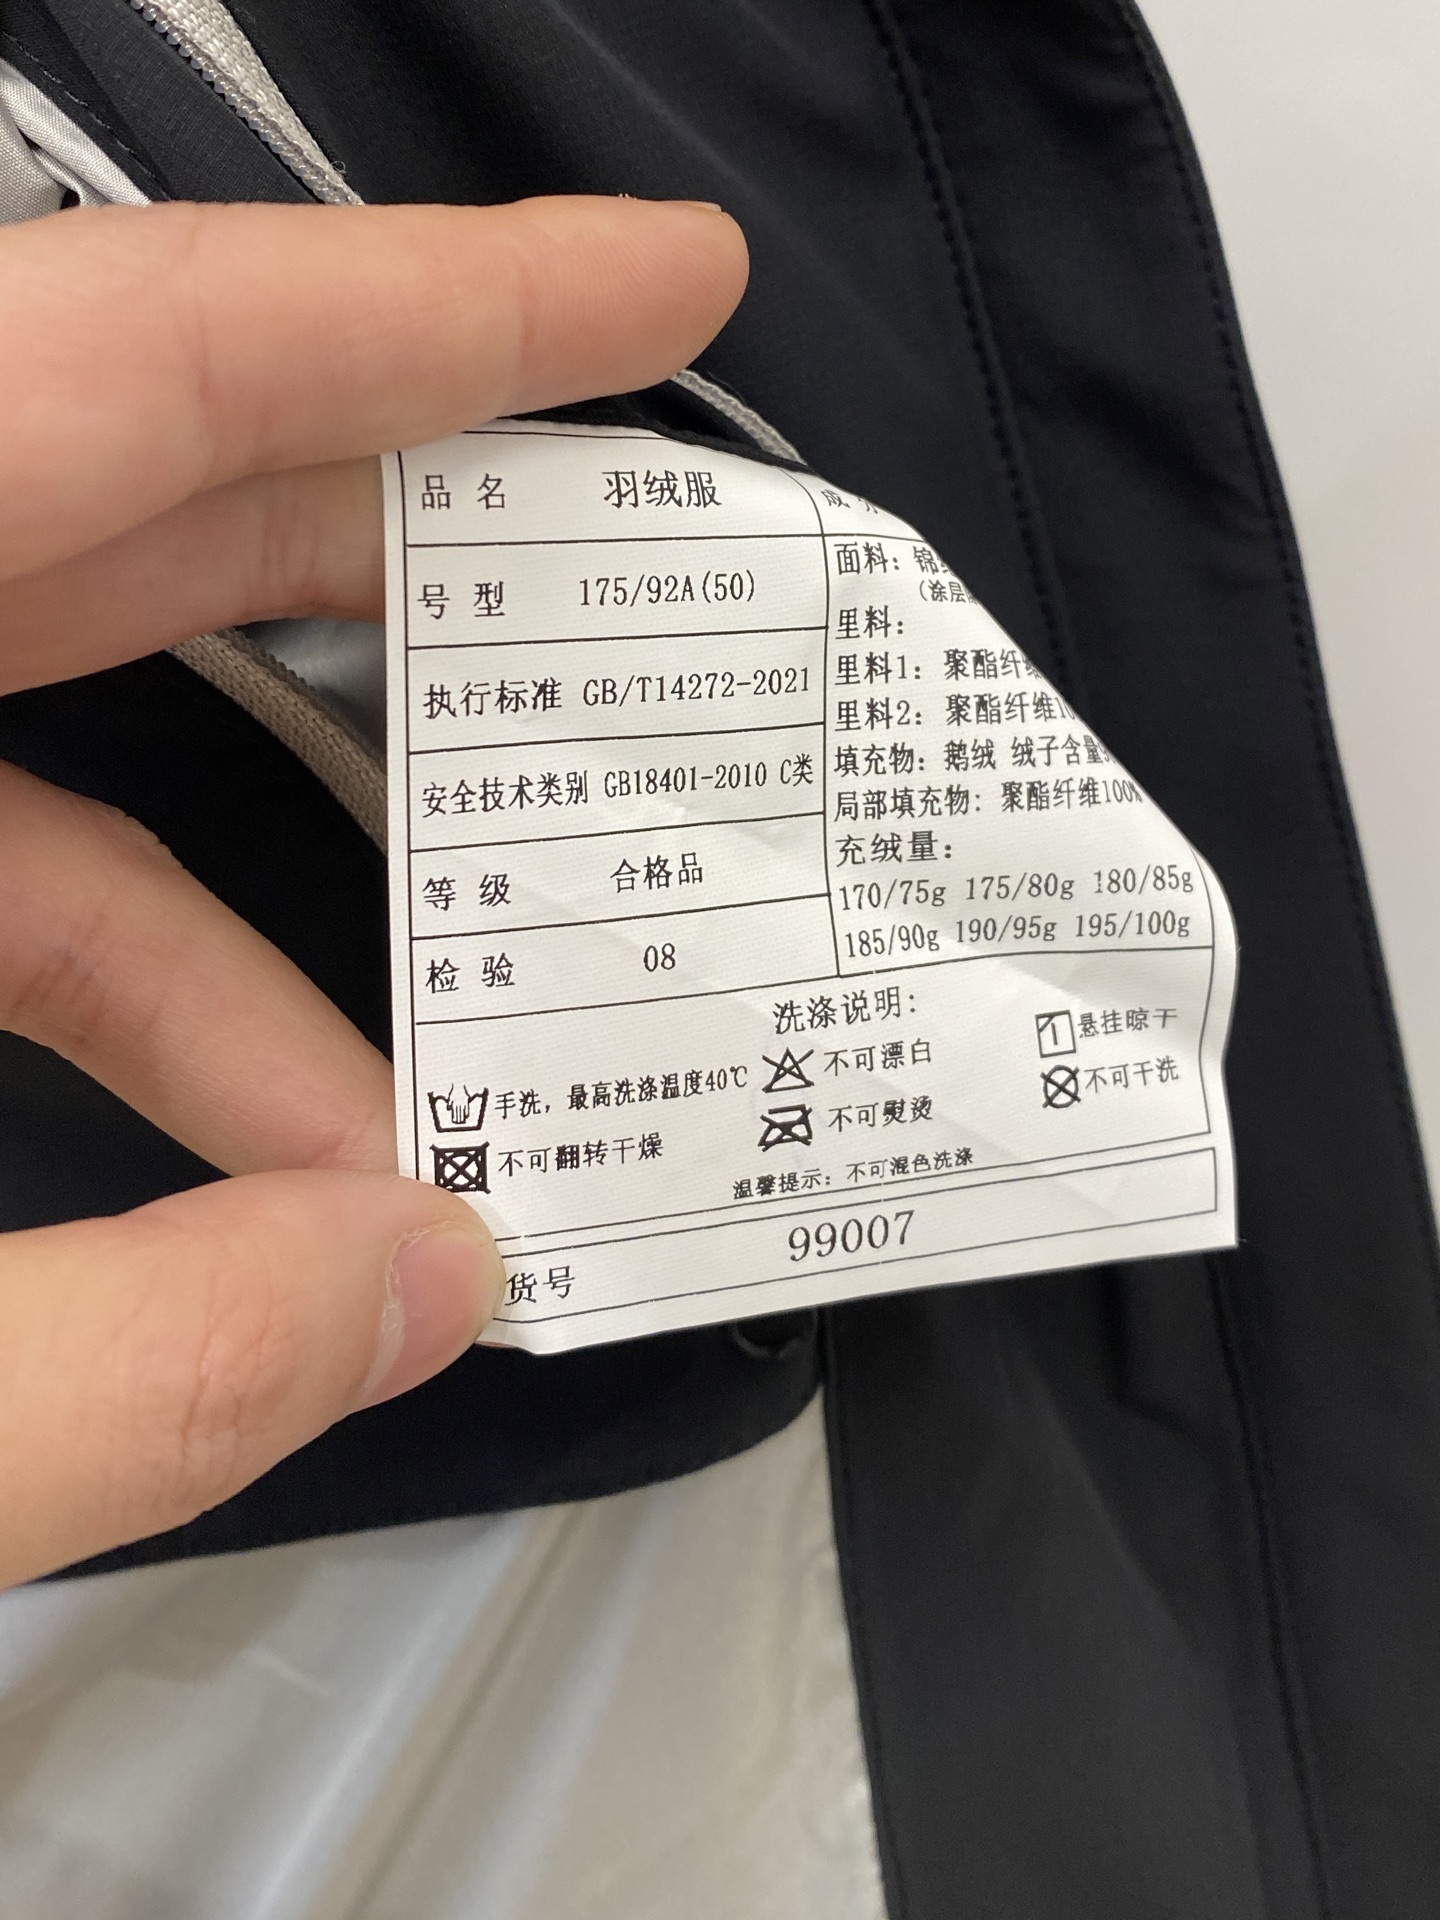 品 名 羽绒服
号 型 175/92A(50)
执行标准 GB/T14272-2021
安全技术类别 GB18401-2010 C类
等 级 合格品
检 验 08
成 分
面料：锦
（涂层
里料：
里料1：聚酯纤维
里料2：聚酯纤维10
填充物：鹅绒 绒子含量
局部填充物：聚酯纤维100%
充绒量：
170/75g 175/80g 180/85g
185/90g 190/95g 195/100g
洗涤说明：
手洗，最高洗涤温度40℃ 不可漂白 悬挂晾干
不可翻转干燥 不可熨烫 不可干洗
温馨提示：不可混色洗涤
货号 99007